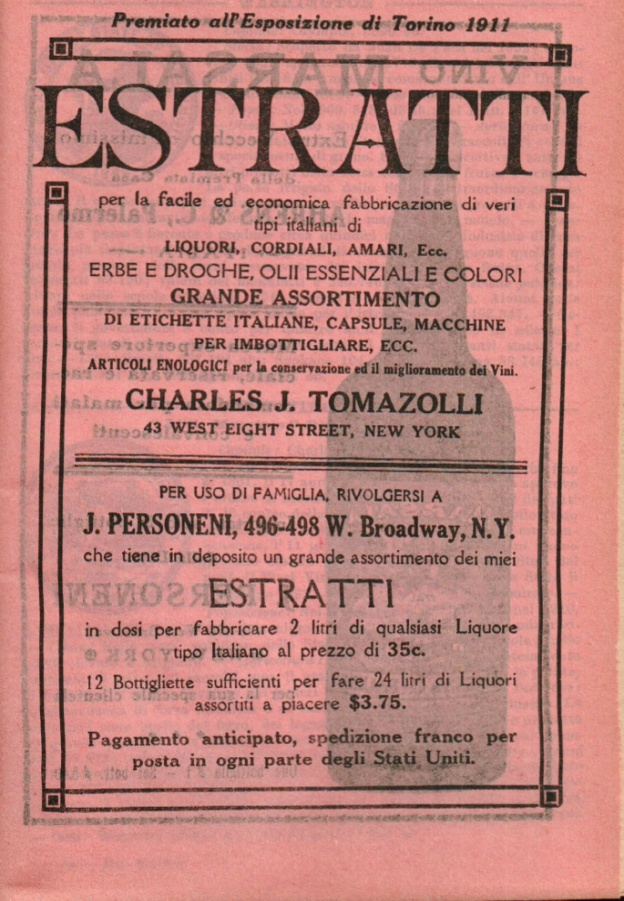 Premiato all'Esposizione di Torino 1911
ESTRATTI
per la facile ed economica fabbricazione di veri
tipi italiani di
LIQUORI, CORDIALI, AMARI, Ecc.
ERBE E DROGHE, OLII ESSENZIALI E COLORI
GRANDE ASSORTIMENTO
DI ETICHETTE ITALIANE, CAPSULE, MACCHINE
PER IMBOTTIGLIARE, ECC.
ARTICOLI ENOLOGICI per la conservazione ed il miglioramento dei Vini.
CHARLES J. TOMAZOLLI
43 WEST EIGHT STREET, NEW YORK
PER USO DI FAMIGLIA, RIVOLGERSI A
J. PERSONENI, 496-498 W. Broadway, N.Y.
che tiene in deposito un grande assortimento dei miei
ESTRATTI
in dosi per fabbricare 2 litri di qualsiasi Liquore
tipo Italiano al prezzo di 35c.
12 Bottigliette sufficienti per fare 24 litri di Liquori
assortiti a piacere $3.75.
Pagamento anticipato, spedizione franco per
posta in ogni parte degli Stati Uniti.